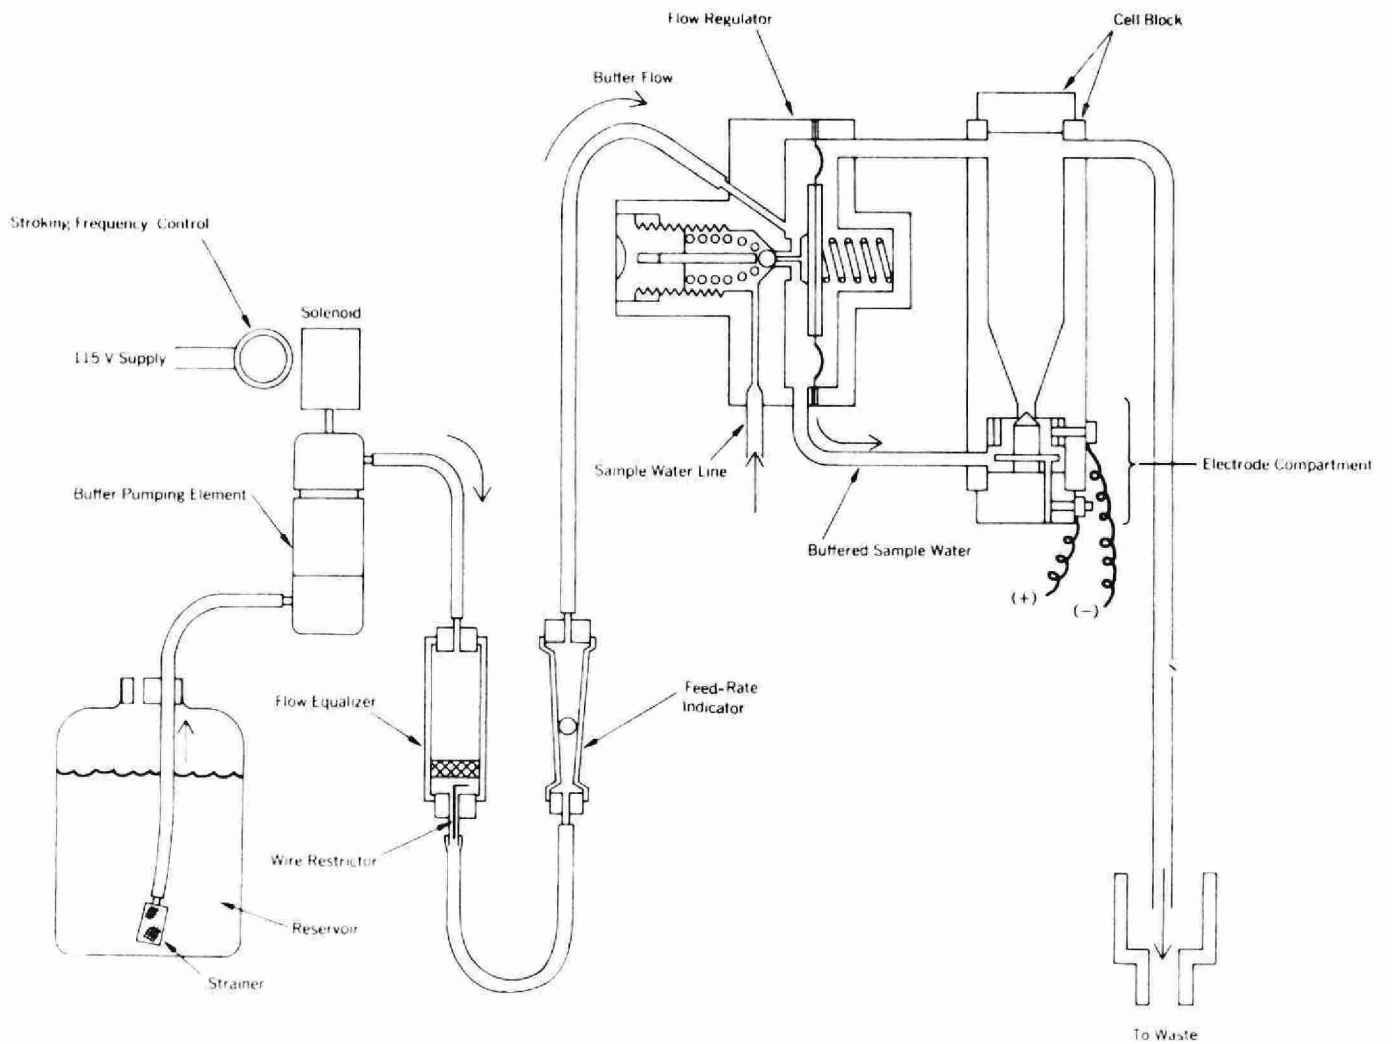 Flow Regulator
Cell Block
Buffer Flow
Stroking Frequency Control
Solenoid
115 V Supply
Sample Water Line
Electrode Compartment
Buffer Pumping Element
Buffered Sample Water
(+)
(-)
Flow Equalizer
Feed-Rate
Indicator
Wire Restrictor
Reservoir
Strainer
To Waste